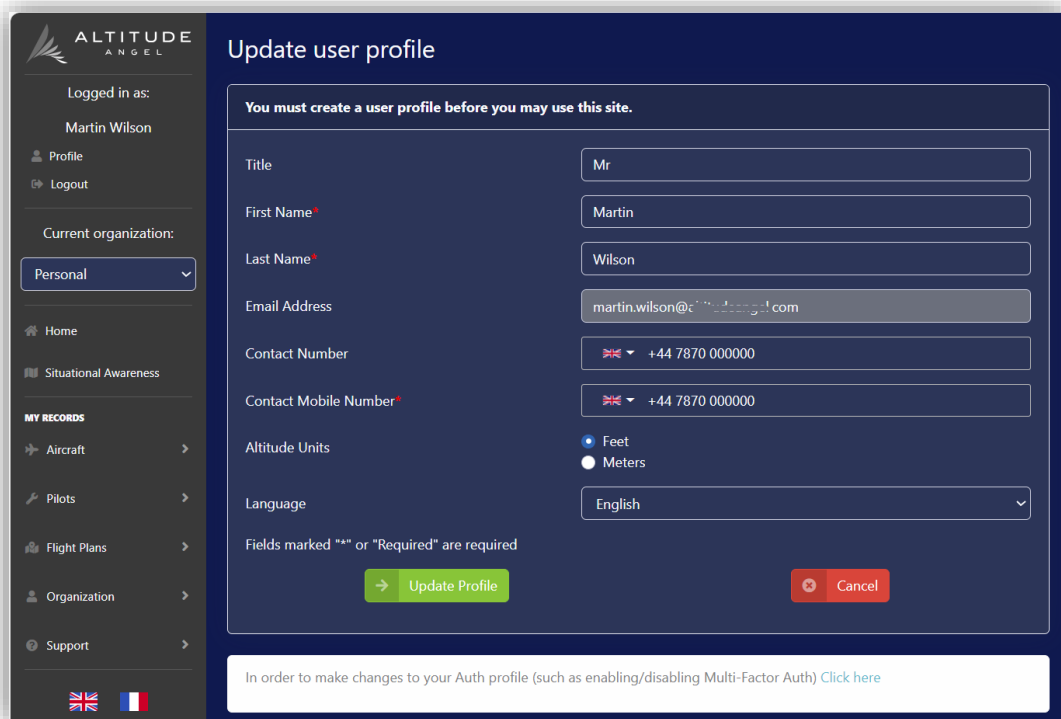 ALTITUDE
ANGEL
Logged in as:
Martin Wilson
Profile
Logout
Current organization:
Personal
Home
Situational Awareness
MY RECORDS
Aircraft
Pilots
Flight Plans
Organization
Support
Update user profile
You must create a user profile before you may use this site.
Title
Mr
First Name*
Martin
Last Name*
Wilson
Email Address
martin.wilson@ com
Contact Number
+44 7870 000000
Contact Mobile Number*
+44 7870 000000
Altitude Units
Feet
Meters
Language
English
Fields marked "*" or "Required" are required
Update Profile
Cancel
In order to make changes to your Auth profile (such as enabling/disabling Multi-Factor Auth) Click here